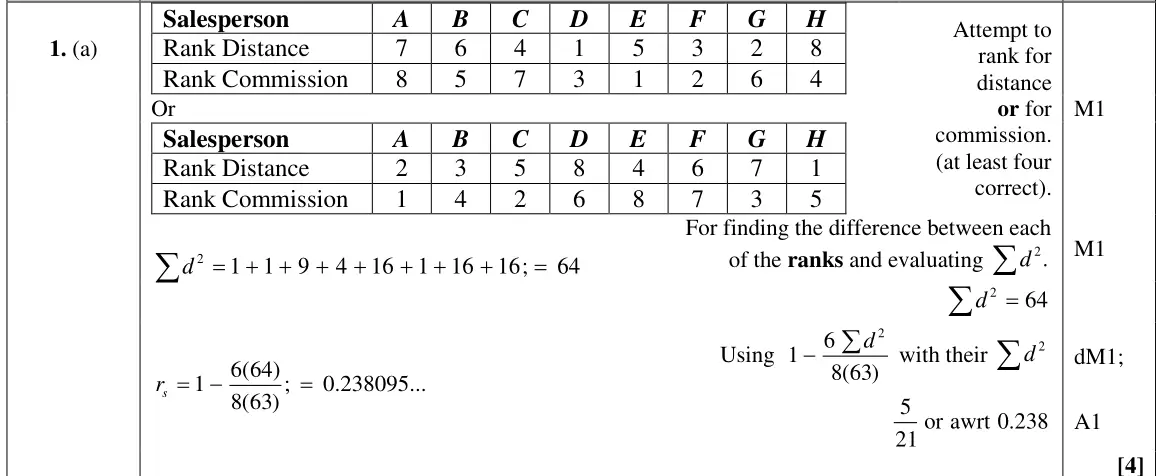 1. (a)
Salesperson A B C D E F G H
Rank Distance 7 6 4 1 5 3 2 8
Rank Commission 8 5 7 3 1 2 6 4
Or
Salesperson A B C D E F G H
Rank Distance 2 3 5 8 4 6 7 1
Rank Commission 1 4 2 6 8 7 3 5
Attempt to
rank for
distance
or for
commission.
(at least four
correct).
M1
∑d² = 1 + 1 + 9 + 4 + 16 + 1 + 16 + 16; = 64
For finding the difference between each
of the ranks and evaluating ∑d².
∑d² = 64
M1
r_s = 1 − 6(64)/8(63); = 0.238095...
Using 1 − 6∑d²/8(63) with their ∑d²
dM1;
5/21 or awrt 0.238
A1
[4]